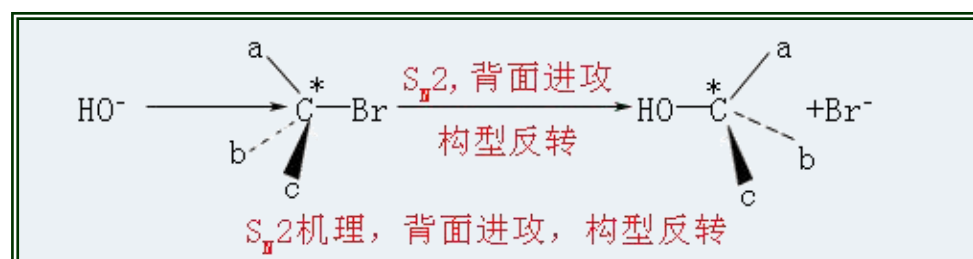 a a
S_N2, 背面进攻
HO⁻ C* Br HO C* +Br⁻
构型反转
b b
c c
S_N2机理, 背面进攻, 构型反转